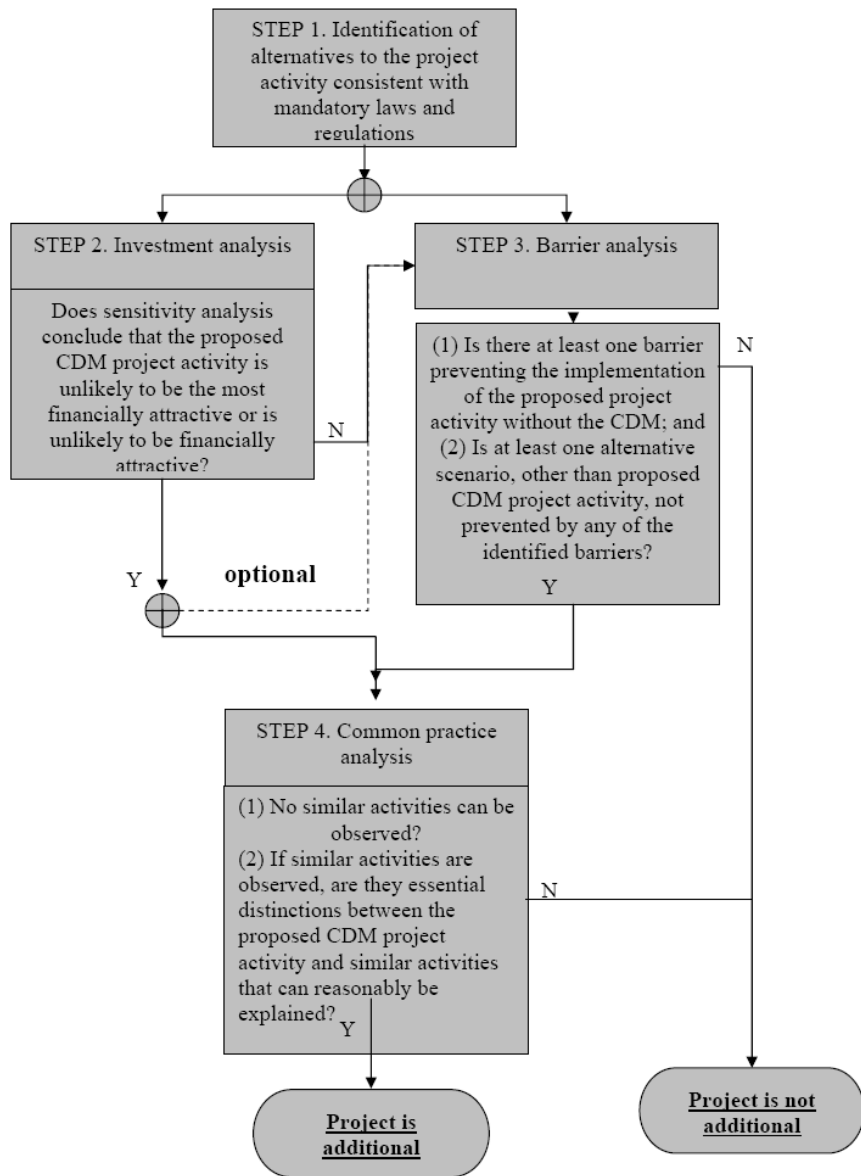 STEP 1. Identification of
alternatives to the project
activity consistent with
mandatory laws and
regulations
STEP 2. Investment analysis
Does sensitivity analysis
conclude that the proposed
CDM project activity is
unlikely to be the most
financially attractive or is
unlikely to be financially
attractive?
N
Y
optional
STEP 3. Barrier analysis
(1) Is there at least one barrier
preventing the implementation
of the proposed project
activity without the CDM; and
(2) Is at least one alternative
scenario, other than proposed
CDM project activity, not
prevented by any of the
identified barriers?
Y
N
STEP 4. Common practice
analysis
(1) No similar activities can be
observed?
(2) If similar activities are
observed, are they essential
distinctions between the
proposed CDM project
activity and similar activities
that can reasonably be
explained?
Y
N
Project is
additional
Project is not
additional